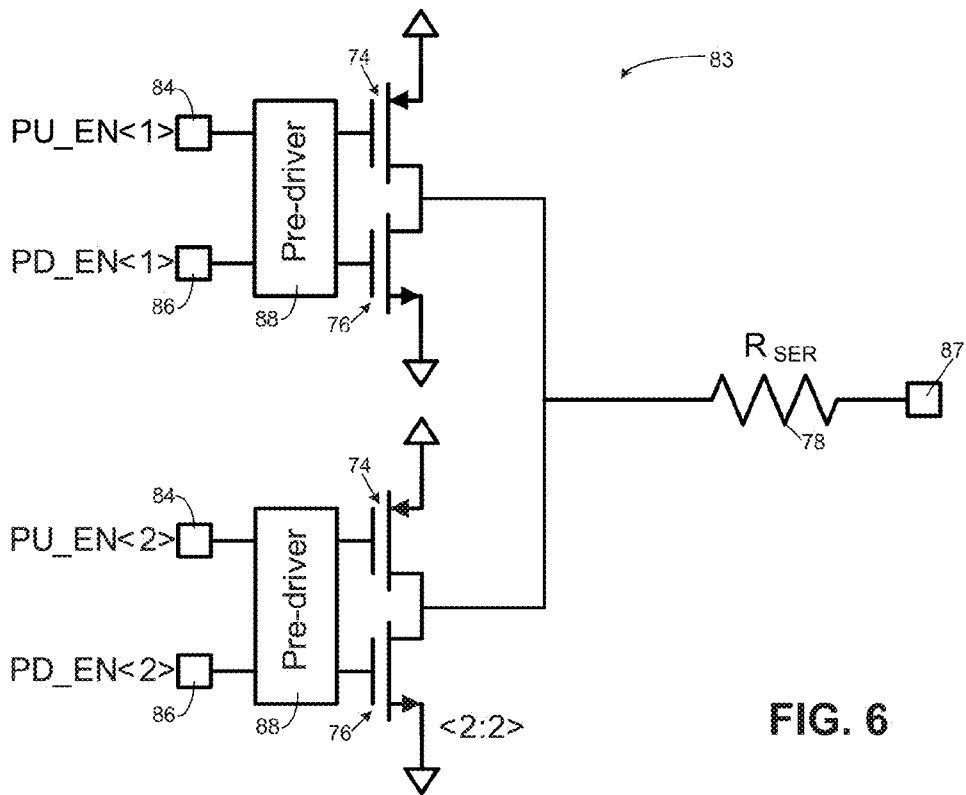 83
74
84
PU_EN<1>
Pre-driver
PD_EN<1>
86
88
76
R SER
87
78
74
84
PU_EN<2>
Pre-driver
PD_EN<2>
86
88
76
<2:2>
FIG. 6